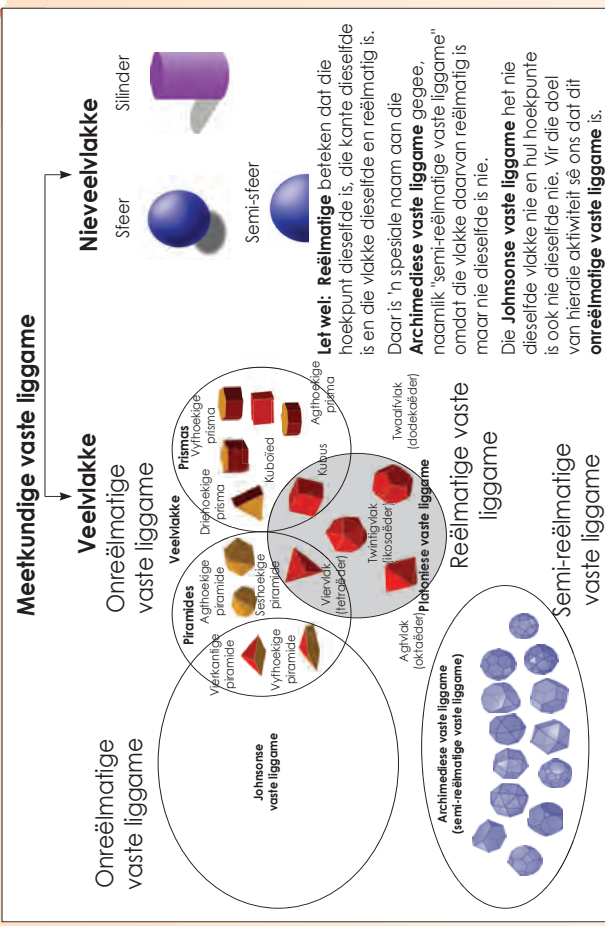 Meetkundige vaste liggame
Veelvlakke
Nieveelvlakke
Onreëlmatige
vaste liggame
Onreëlmatige
vaste liggame
Johnsonse
vaste liggame
Veelvlakke
Piramides
Vierkantige
piramide
Vyfhoekige
piramide
Agthoekige
piramide
Seshoekige
piramide
Prismas
Driehoekige
prisma
Vyfhoekige
prisma
Kuboïed
Agthoekige
prisma
Kubus
Viervlak
(tetraëder)
Twintigvlak
(ikosaëder)
Agtvlak
(oktaëder)
Twaalfvlak
(dodekaëder)
Platoniese vaste liggame
Reëlmatige vaste
liggame
Archimediese vaste liggame
(semi-reëlmatige vaste liggame)
Semi-reëlmatige
vaste liggame
Sfeer
Silinder
Semi-sfeer
Let wel: Reëlmatige beteken dat die
hoekpunt dieselfde is, die kante dieselfde
is en die vlakke dieselfde en reëlmatig is.
Daar is 'n spesiale naam aan die
Archimediese vaste liggame gegee,
naamlik "semi-reëlmatige vaste liggame"
omdat die vlakke daarvan reëlmatig is
maar nie dieselfde is nie.
Die Johnsonse vaste liggame het nie
dieselfde vlakke nie en hul hoekpunte
is ook nie dieselfde nie. Vir die doel
van hierdie aktiwiteit sê ons dat dit
onreëlmatige vaste liggame is.